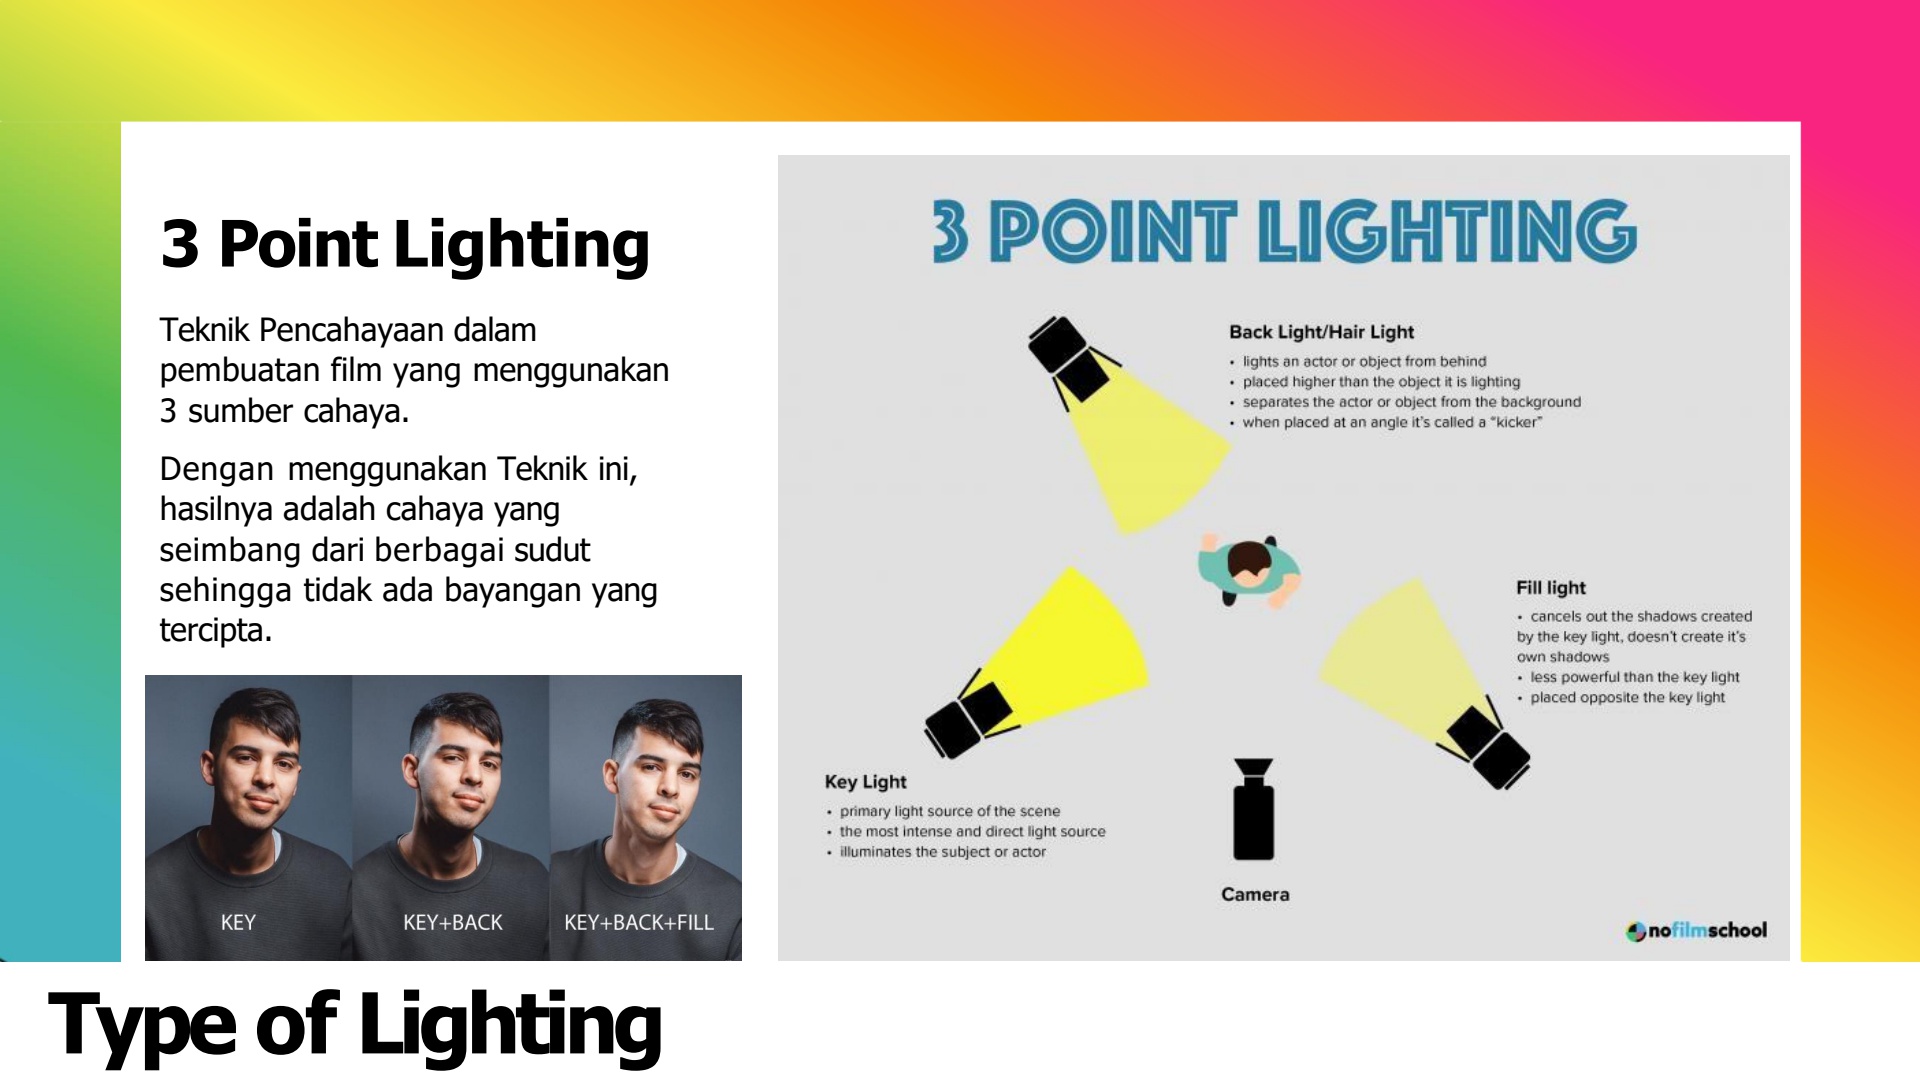 3 Point Lighting
Teknik Pencahayaan dalam
pembuatan film yang menggunakan
3 sumber cahaya.
Dengan menggunakan Teknik ini,
hasilnya adalah cahaya yang
seimbang dari berbagai sudut
sehingga tidak ada bayangan yang
tercipta.
KEY
KEY+BACK
KEY+BACK+FILL
3 POINT LIGHTING
Back Light/Hair Light
• lights an actor or object from behind
• placed higher than the object it is lighting
• separates the actor or object from the background
• when placed at an angle it's called a “kicker”
Fill light
• cancels out the shadows created
by the key light, doesn't create it's
own shadows
• less powerful than the key light
• placed opposite the key light
Key Light
• primary light source of the scene
• the most intense and direct light source
• illuminates the subject or actor
Camera
nofilmschool
Type of Lighting